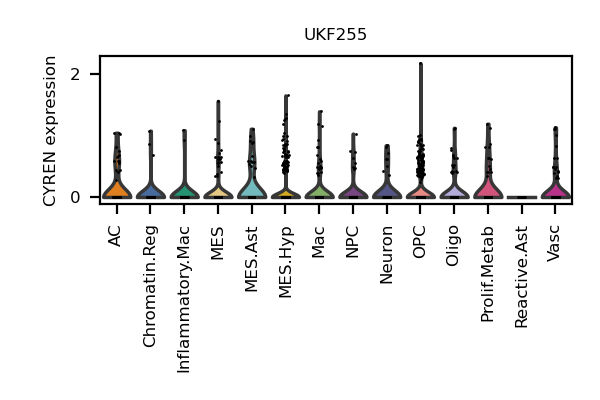 UKF255
CYREN expression
2
0
AC
Chromatin.Reg
Inflammatory.Mac
MES
MES.Ast
MES.Hyp
Mac
NPC
Neuron
OPC
Oligo
Prolif.Metab
Reactive.Ast
Vasc